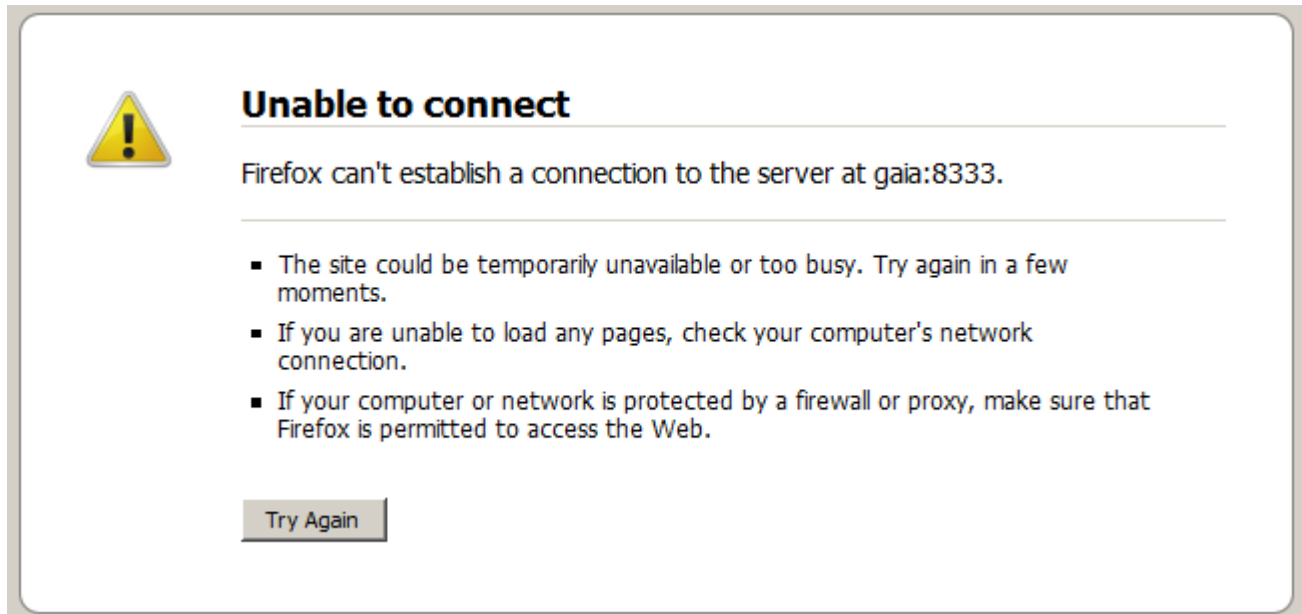 Unable to connect
Firefox can't establish a connection to the server at gaia:8333.
▪ The site could be temporarily unavailable or too busy. Try again in a few
moments.
▪ If you are unable to load any pages, check your computer's network
connection.
▪ If your computer or network is protected by a firewall or proxy, make sure that
Firefox is permitted to access the Web.
Try Again